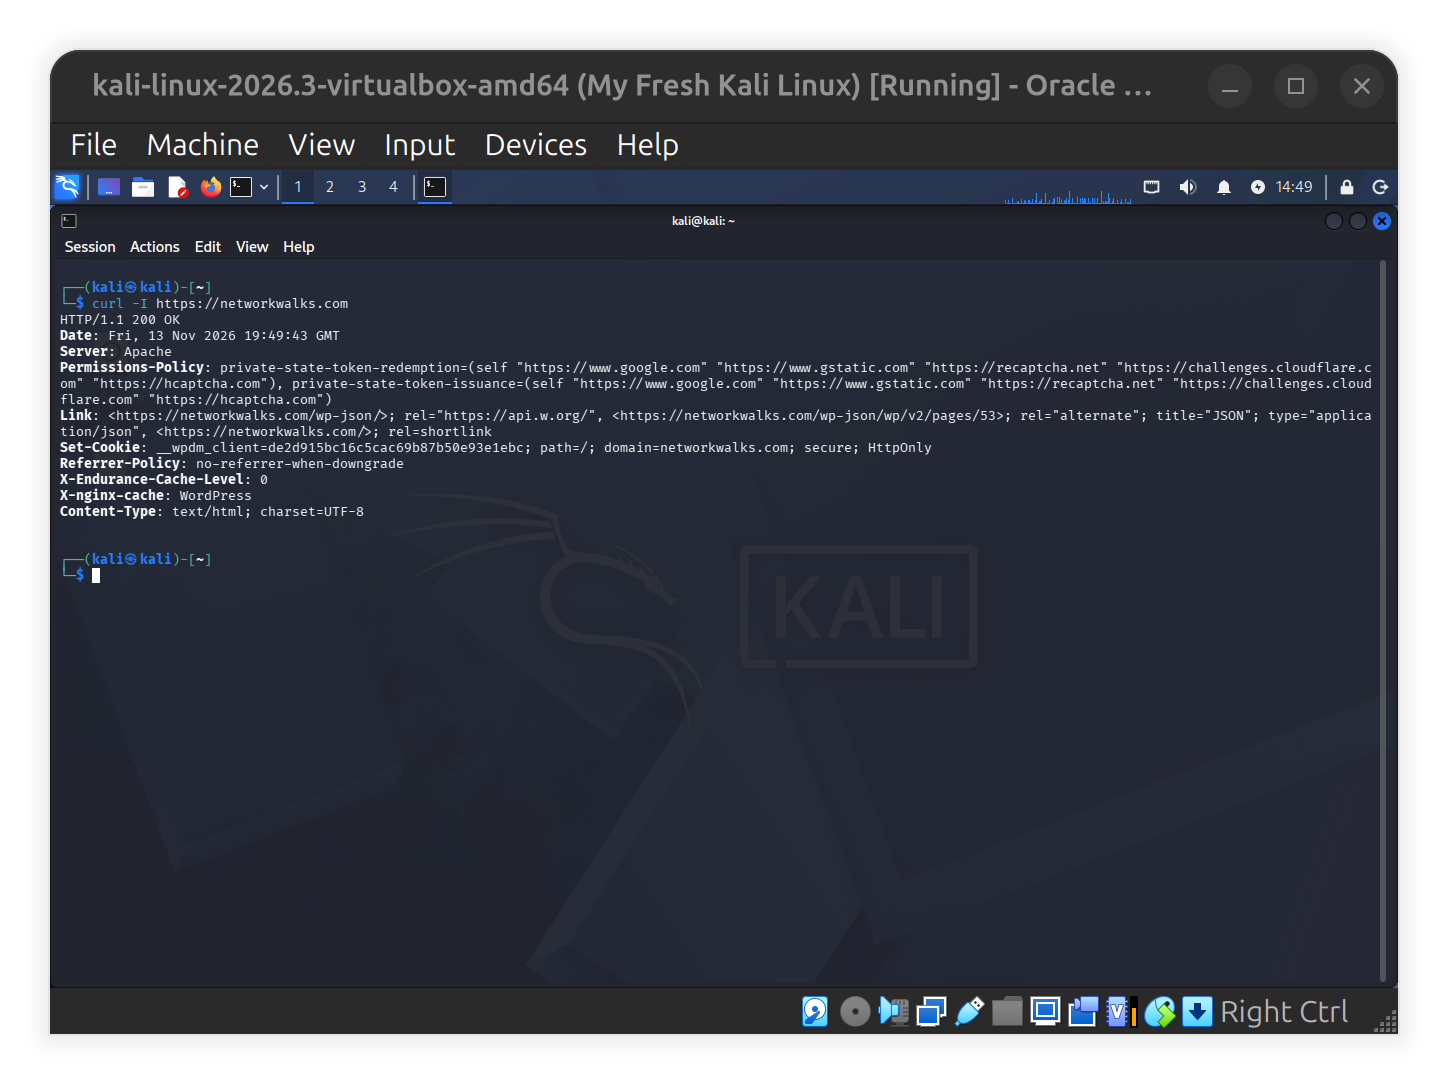 kali-linux-2026.3-virtualbox-amd64 (My Fresh Kali Linux) [Running] - Oracle ...
File Machine View Input Devices Help
1 2 3 4 14:49
kali@kali: ~
Session Actions Edit View Help
┌──(kali㉿kali)-[~]
└─$ curl -I https://networkwalks.com
HTTP/1.1 200 OK
Date: Fri, 13 Nov 2026 19:49:43 GMT
Server: Apache
Permissions-Policy: private-state-token-redemption=(self "https://www.google.com" "https://www.gstatic.com" "https://recaptcha.net" "https://challenges.cloudflare.c
om" "https://hcaptcha.com"), private-state-token-issuance=(self "https://www.google.com" "https://www.gstatic.com" "https://recaptcha.net" "https://challenges.cloud
flare.com" "https://hcaptcha.com")
Link: <https://networkwalks.com/wp-json/>; rel="https://api.w.org/", <https://networkwalks.com/wp-json/wp/v2/pages/53>; rel="alternate"; title="JSON"; type="applica
tion/json", <https://networkwalks.com/>; rel=shortlink
Set-Cookie: __wpdm_client=de2d915bc16c5cac69b87b50e93e1ebc; path=/; domain=networkwalks.com; secure; HttpOnly
Referrer-Policy: no-referrer-when-downgrade
X-Endurance-Cache-Level: 0
X-nginx-cache: WordPress
Content-Type: text/html; charset=UTF-8
┌──(kali㉿kali)-[~]
└─$
KALI
Right Ctrl